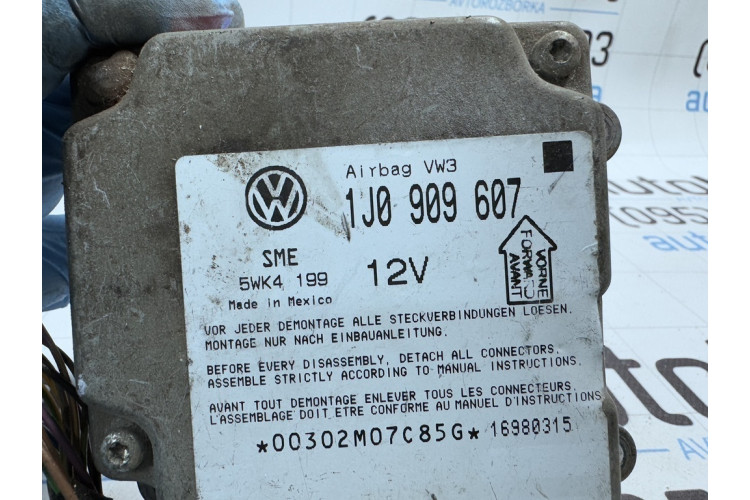 AVTOROZBORKA
Airbag VW3
1J0 909 607
SME
5WK4 199
12V
Made in Mexico
VORNE
FORWARD
AVANT
VOR JEDER DEMONTAGE ALLE STECKVERBINDUNGEN LOESEN.
MONTAGE NUR NACH EINBAUANLEITUNG.
BEFORE EVERY DISASSEMBLY, DETACH ALL CONNECTORS.
ASSEMBLE STRICTLY ACCORDING TO MANUAL INSTRUCTIONS.
AVANT TOUT DEMONTAGE ENLEVER TOUS LES CONNECTEURS
L'ASSEMBLAGE DOIT ETRE CONFORME AU MANUEL D'INSTRUCTIONS
*00302M07C85G* 16980315